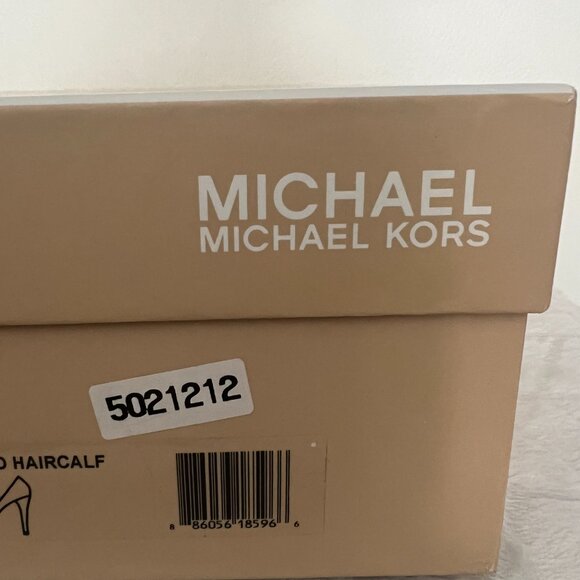 MICHAEL
MICHAEL KORS
5021212
HAIRCALF
8 86056 18596 6